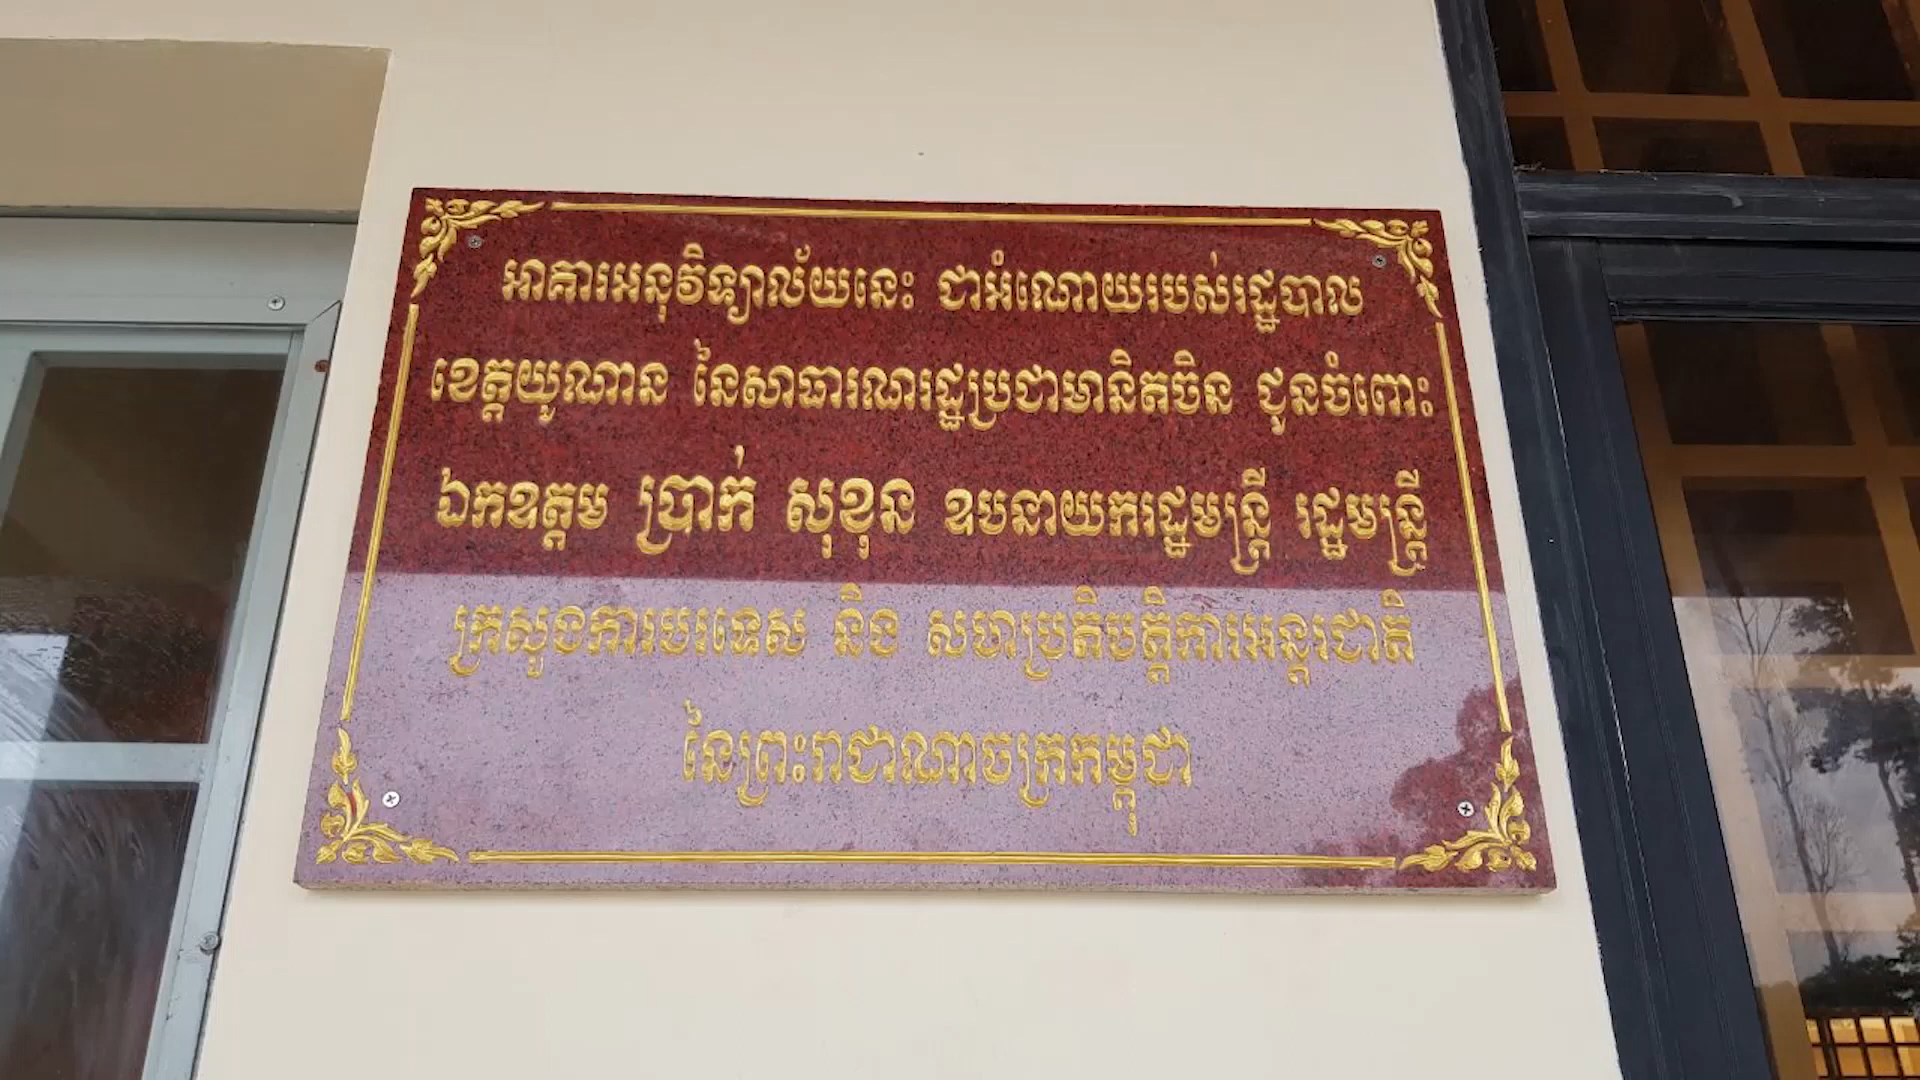 អាគារអនុវិទ្យាល័យនេះ ជាអំណោយរបស់រដ្ឋបាល
ខេត្តយូណាន នៃសាធារណរដ្ឋប្រជាមានិតចិន ជូនចំពោះ
ឯកឧត្តម ប្រាក់ សុខុន ឧបនាយករដ្ឋមន្ត្រី រដ្ឋមន្ត្រី
ក្រសួងការបរទេស និង សហប្រតិបត្តិការអន្តរជាតិ
នៃព្រះរាជាណាចក្រកម្ពុជា